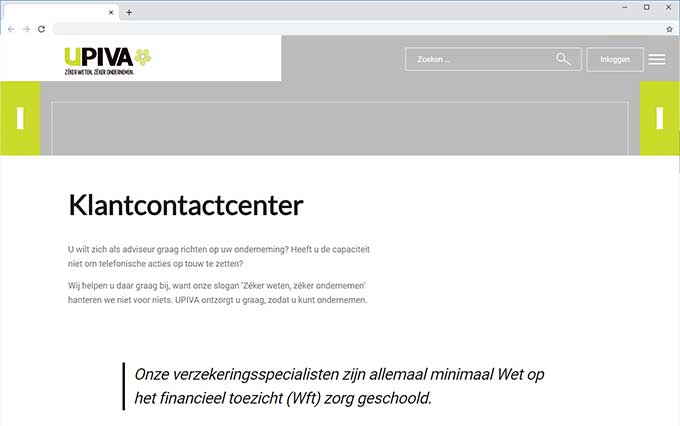 UPIVA
ZÉKER WETEN, ZÉKER ONDERNEMEN.
Zoeken ...
Inloggen
Klantcontactcenter
U wilt zich als adviseur graag richten op uw onderneming? Heeft u de capaciteit
niet om telefonische acties op touw te zetten?
Wij helpen u daar graag bij, want onze slogan 'Zéker weten, zéker ondernemen'
hanteren we niet voor niets. UPIVA ontzorgt u graag, zodat u kunt ondernemen.
Onze verzekeringsspecialisten zijn allemaal minimaal Wet op
het financieel toezicht (Wft) zorg geschoold.